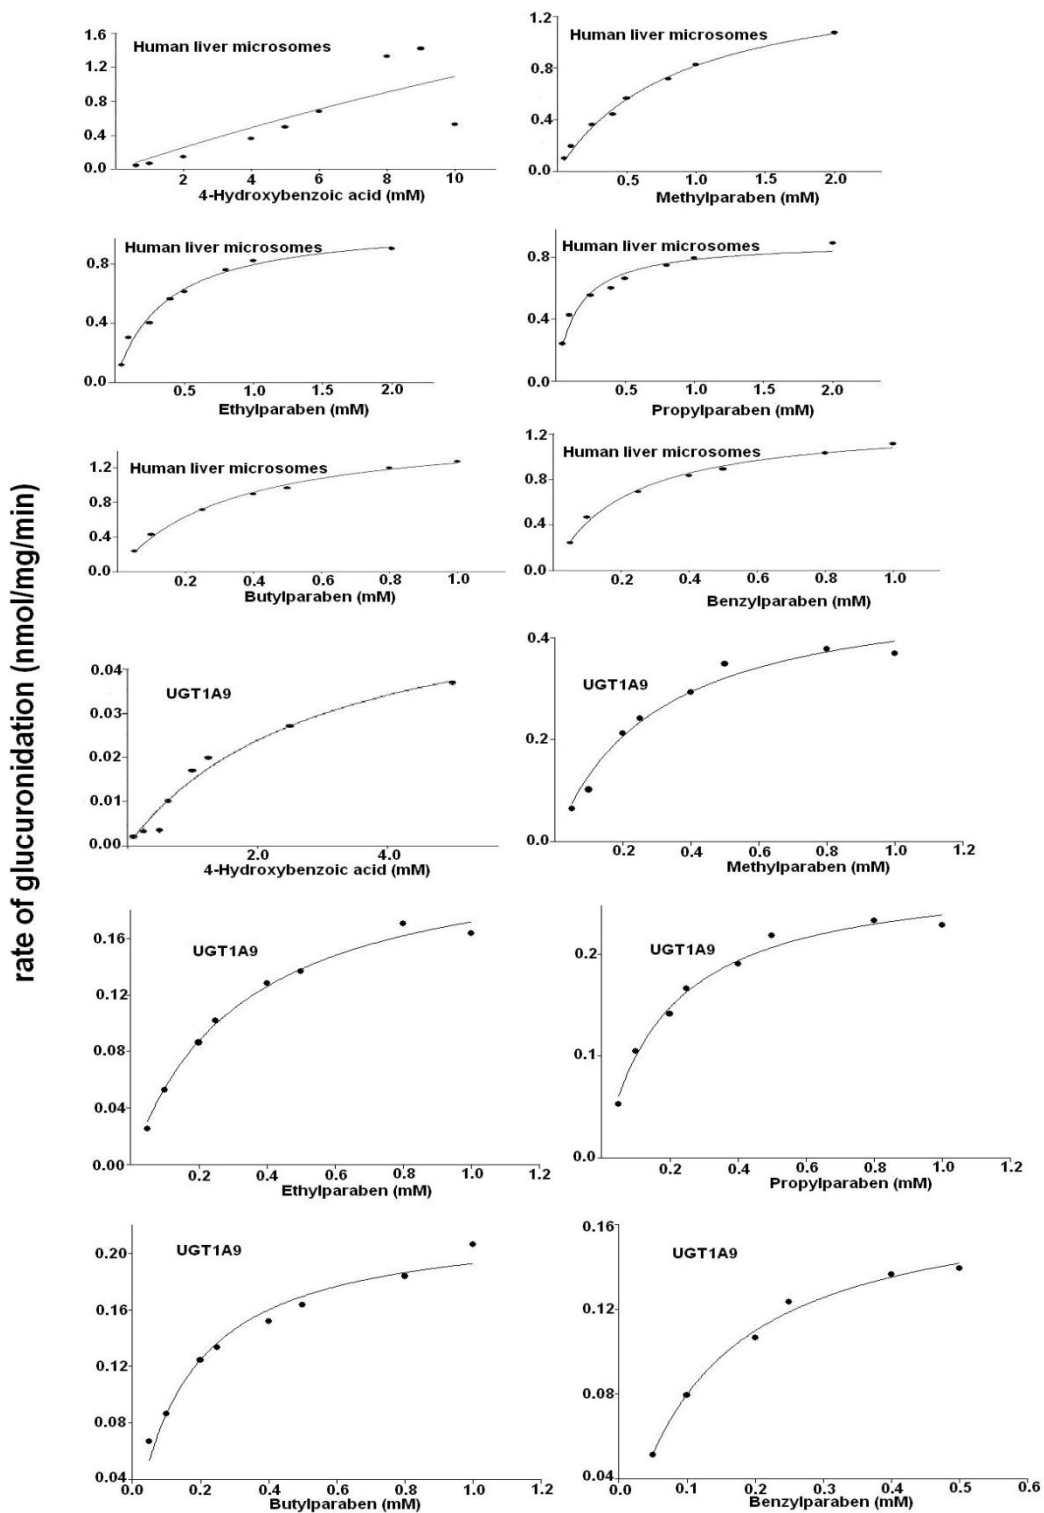 rate of glucuronidation (nmol/mg/min)
Human liver microsomes
1.6
1.2
0.8
0.4
0.0
2 4 6 8 10
4-Hydroxybenzoic acid (mM)
Human liver microsomes
1.2
0.8
0.4
0.0
0.5 1.0 1.5 2.0
Methylparaben (mM)
Human liver microsomes
0.8
0.4
0.0
0.5 1.0 1.5 2.0
Ethylparaben (mM)
Human liver microsomes
0.8
0.4
0.0
0.5 1.0 1.5 2.0
Propylparaben (mM)
Human liver microsomes
1.2
0.8
0.4
0.0
0.2 0.4 0.6 0.8 1.0
Butylparaben (mM)
1.2
Human liver microsomes
0.8
0.4
0.0
0.2 0.4 0.6 0.8 1.0
Benzylparaben (mM)
0.04
UGT1A9
0.03
0.02
0.01
0.00
2.0 4.0
4-Hydroxybenzoic acid (mM)
0.4
UGT1A9
0.2
0.0
0.2 0.4 0.6 0.8 1.0 1.2
Methylparaben (mM)
UGT1A9
0.16
0.12
0.08
0.04
0.00
0.2 0.4 0.6 0.8 1.0 1.2
Ethylparaben (mM)
UGT1A9
0.2
0.1
0.0
0.2 0.4 0.6 0.8 1.0 1.2
Propylparaben (mM)
UGT1A9
0.20
0.16
0.12
0.08
0.04
0.0 0.2 0.4 0.6 0.8 1.0 1.2
Butylparaben (mM)
0.16
UGT1A9
0.12
0.08
0.04
0.0 0.1 0.2 0.3 0.4 0.5 0.6
Benzylparaben (mM)